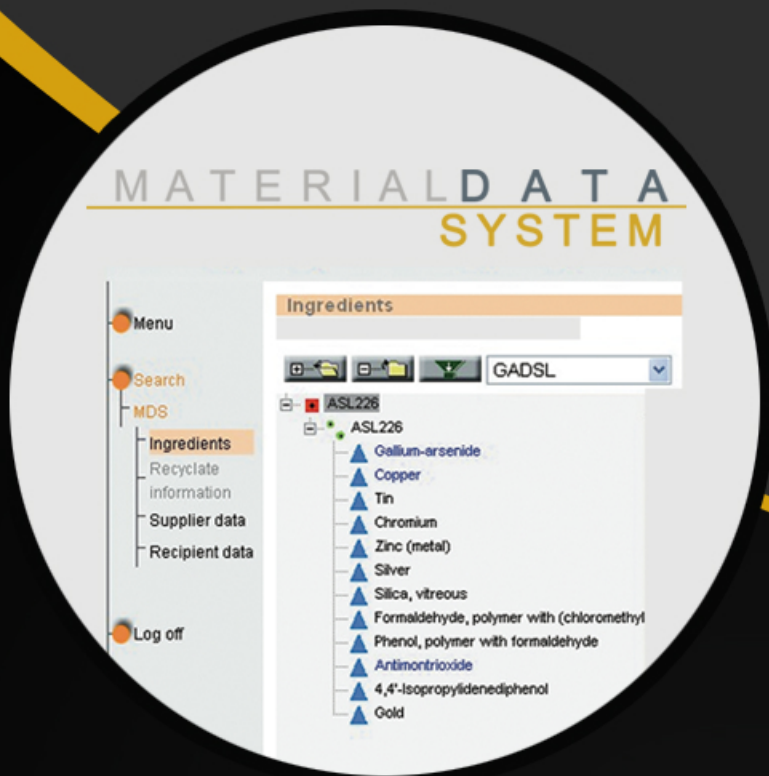 MATERIALDATA
SYSTEM
Menu
Search
MDS
Ingredients
Recyclate
information
Supplier data
Recipient data
Log off
Ingredients
GADSL
ASL226
ASL226
Gallium-arsenide
Copper
Tin
Chromium
Zinc (metal)
Silver
Silica, vitreous
Formaldehyde, polymer with (chloromethyl
Phenol, polymer with formaldehyde
Antimontrioxide
4,4'-Isopropylidenediphenol
Gold